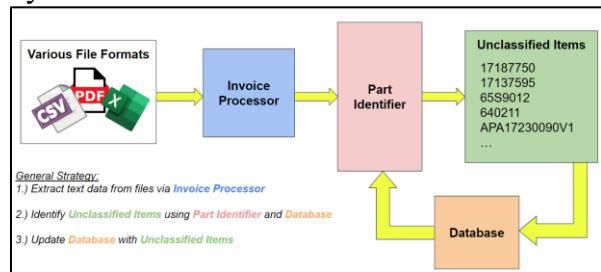 Various File Formats
CSV
PDF
X
Invoice
Processor
Part
Identifier
Unclassified Items
17187750
17137595
65S9012
640211
APA17230090V1
...
Database
General Strategy:
1.) Extract text data from files via Invoice Processor
2.) Identify Unclassified Items using Part Identifier and Database
3.) Update Database with Unclassified Items